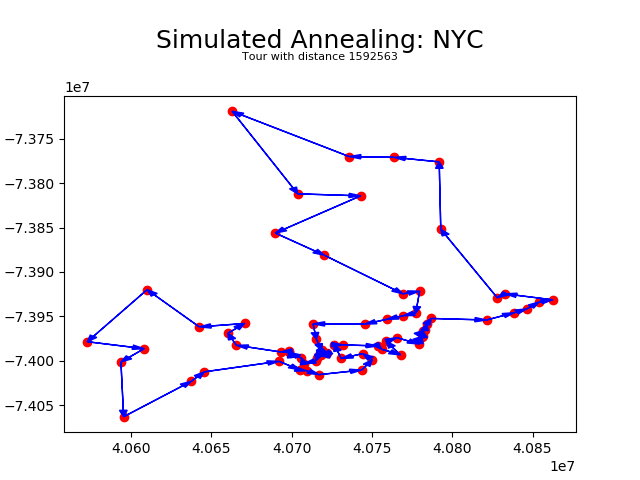 Simulated Annealing: NYC
Tour with distance 1592563
1e7
−7.375
−7.380
−7.385
−7.390
−7.395
−7.400
−7.405
4.060 4.065 4.070 4.075 4.080 4.085
1e7